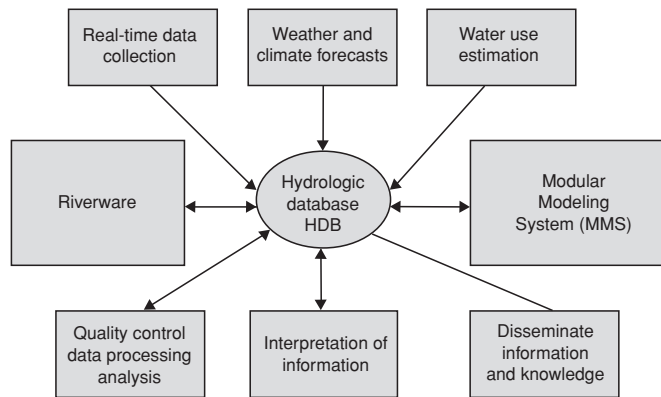 Real-time data
collection
Weather and
climate forecasts
Water use
estimation
Riverware
Hydrologic
database
HDB
Modular
Modeling
System (MMS)
Quality control
data processing
analysis
Interpretation of
information
Disseminate
information
and knowledge